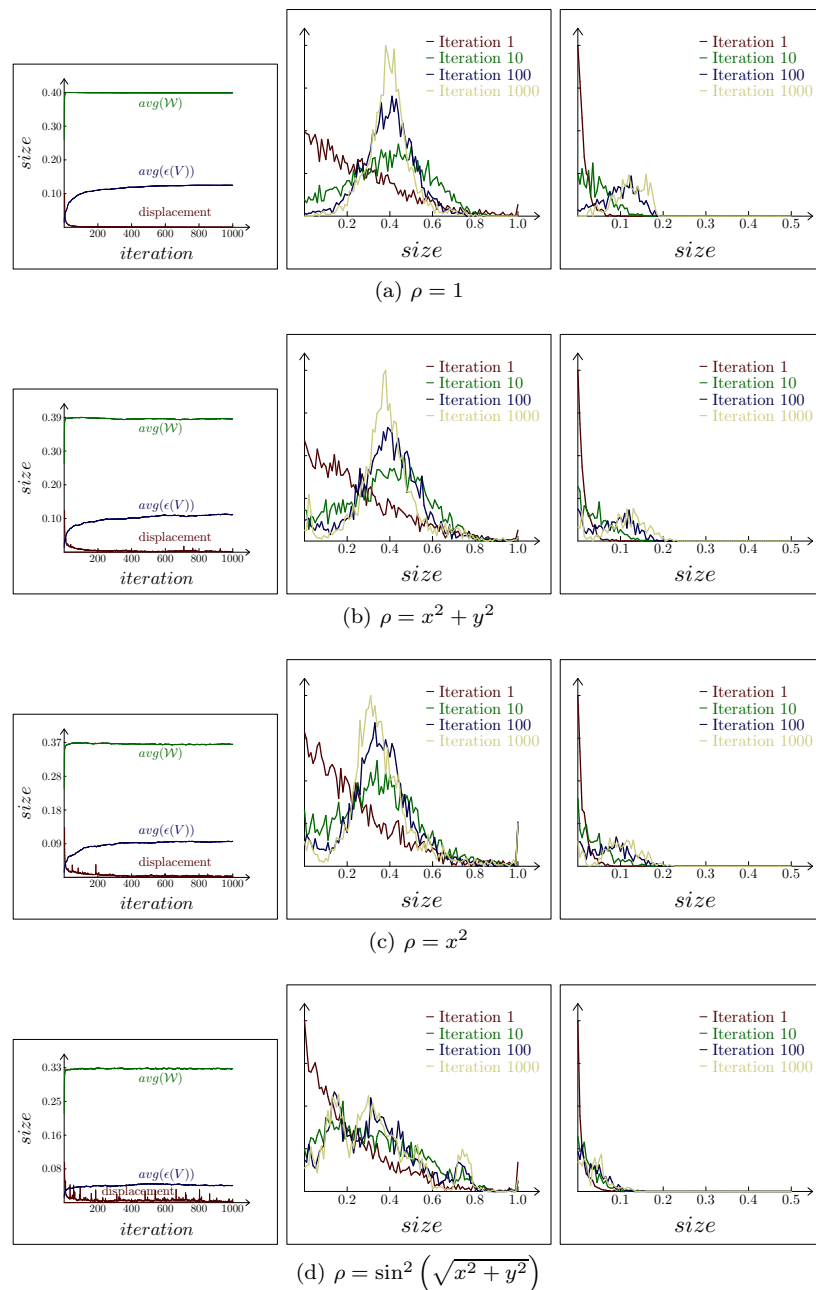 Iteration 1
Iteration 10
Iteration 100
Iteration 1000
0.2 0.4 0.6 0.8 1.0
size
Iteration 1
Iteration 10
Iteration 100
Iteration 1000
0.1 0.2 0.3 0.4 0.5
size
0.40
0.30
0.20
0.10
size
avg(W)
avg(ϵ(V))
displacement
200 400 600 800 1000
iteration
(a) ρ = 1
Iteration 1
Iteration 10
Iteration 100
Iteration 1000
0.2 0.4 0.6 0.8 1.0
size
Iteration 1
Iteration 10
Iteration 100
Iteration 1000
0.1 0.2 0.3 0.4 0.5
size
0.39
0.30
0.20
0.10
size
avg(W)
avg(ϵ(V))
displacement
200 400 600 800 1000
iteration
(b) ρ = x² + y²
Iteration 1
Iteration 10
Iteration 100
Iteration 1000
0.2 0.4 0.6 0.8 1.0
size
Iteration 1
Iteration 10
Iteration 100
Iteration 1000
0.1 0.2 0.3 0.4 0.5
size
0.37
0.27
0.18
0.09
size
avg(W)
avg(ϵ(V))
displacement
200 400 600 800 1000
iteration
(c) ρ = x²
Iteration 1
Iteration 10
Iteration 100
Iteration 1000
0.2 0.4 0.6 0.8 1.0
size
Iteration 1
Iteration 10
Iteration 100
Iteration 1000
0.1 0.2 0.3 0.4 0.5
size
0.33
0.25
0.16
0.08
size
avg(W)
avg(ϵ(V))
displacement
200 400 600 800 1000
iteration
(d) ρ = sin² (√(x² + y²))